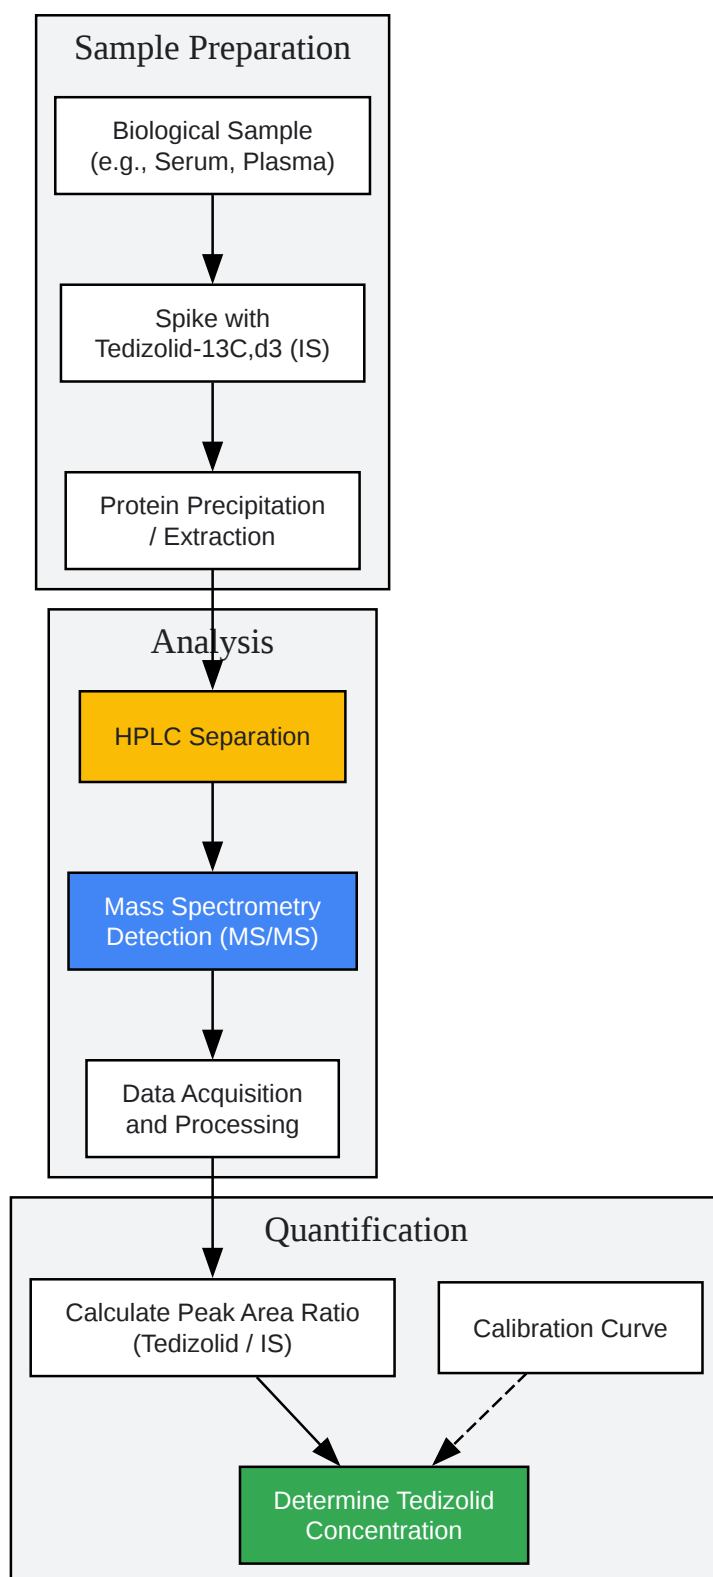 Sample Preparation
Biological Sample
(e.g., Serum, Plasma)
Spike with
Tedizolid-13C,d3 (IS)
Protein Precipitation
/ Extraction
Analysis
HPLC Separation
Mass Spectrometry
Detection (MS/MS)
Data Acquisition
and Processing
Quantification
Calculate Peak Area Ratio
(Tedizolid / IS)
Calibration Curve
Determine Tedizolid
Concentration